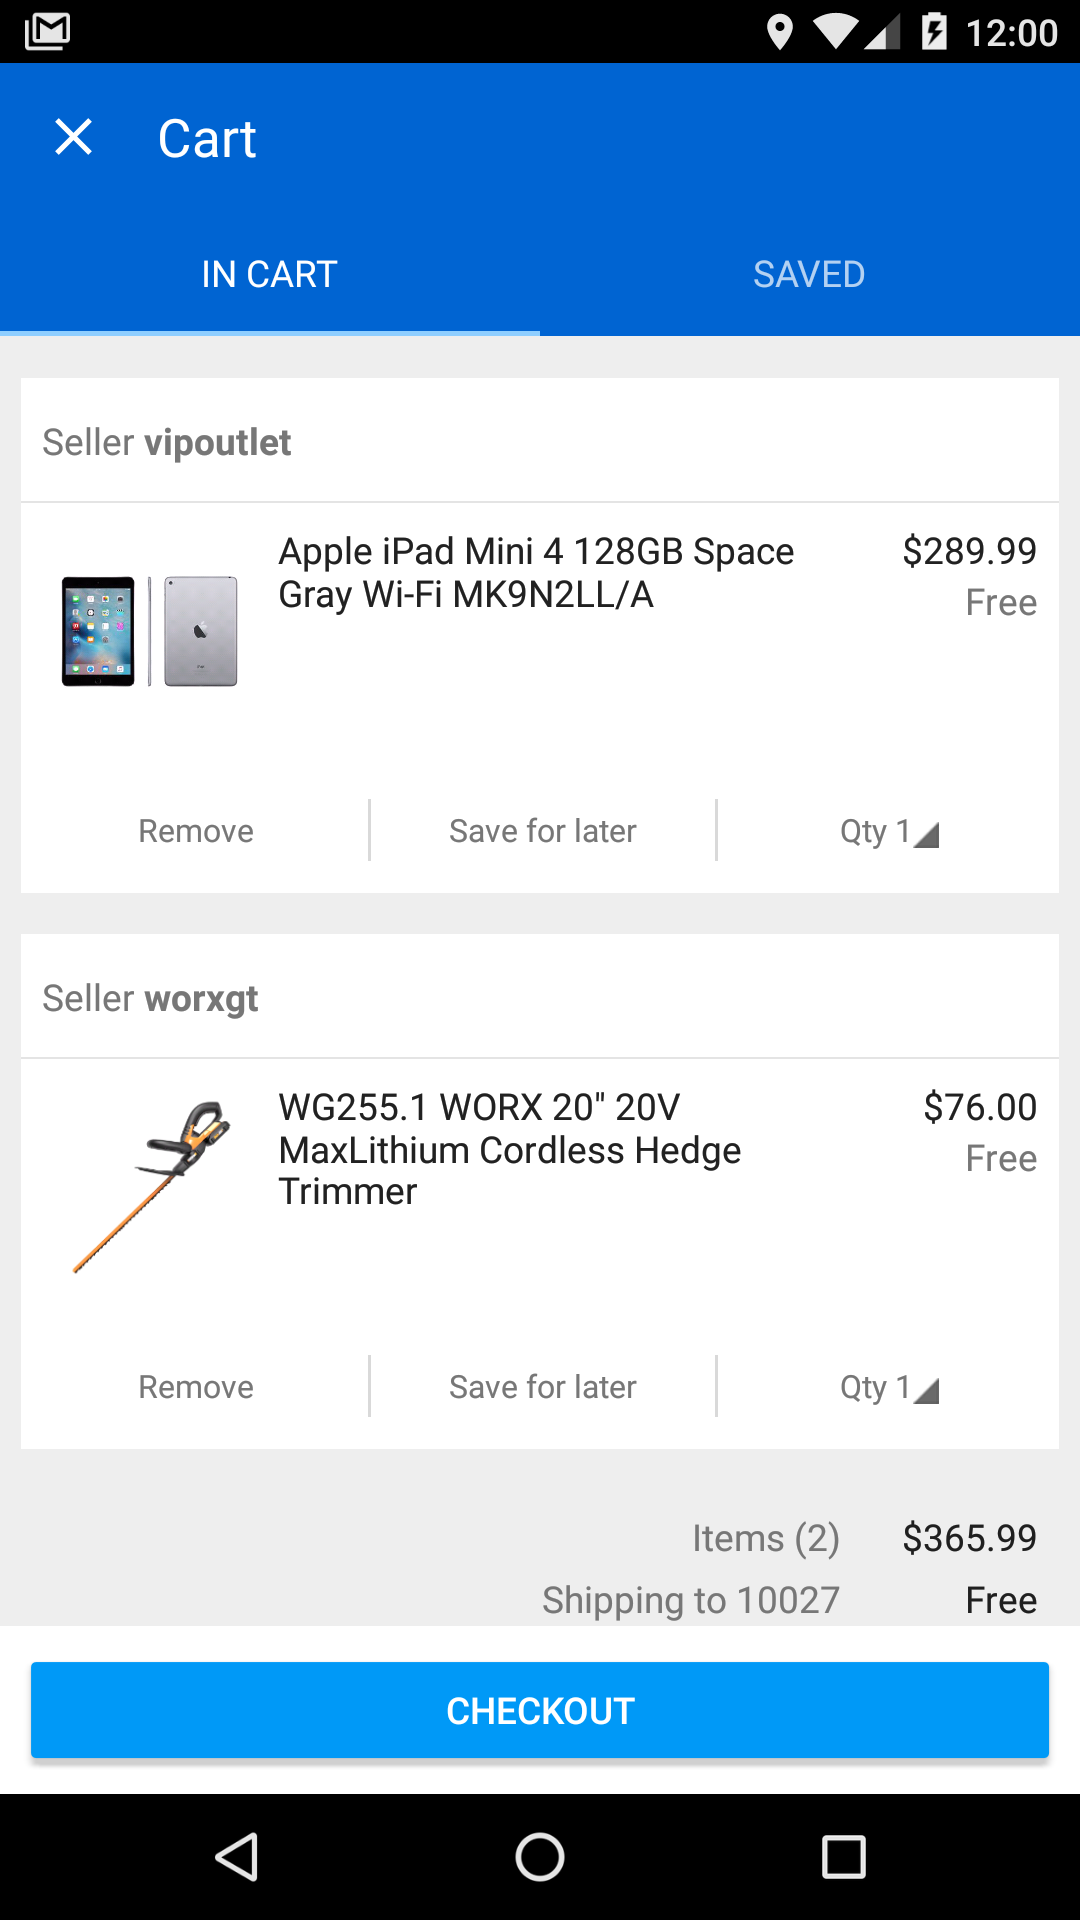 12:00
Cart
IN CART
SAVED
Seller vipoutlet
Apple iPad Mini 4 128GB Space
Gray Wi-Fi MK9N2LL/A
$289.99
Free
Remove
Save for later
Qty 1
Seller worxgt
WG255.1 WORX 20" 20V
MaxLithium Cordless Hedge
Trimmer
$76.00
Free
Remove
Save for later
Qty 1
Items (2) $365.99
Shipping to 10027 Free
CHECKOUT